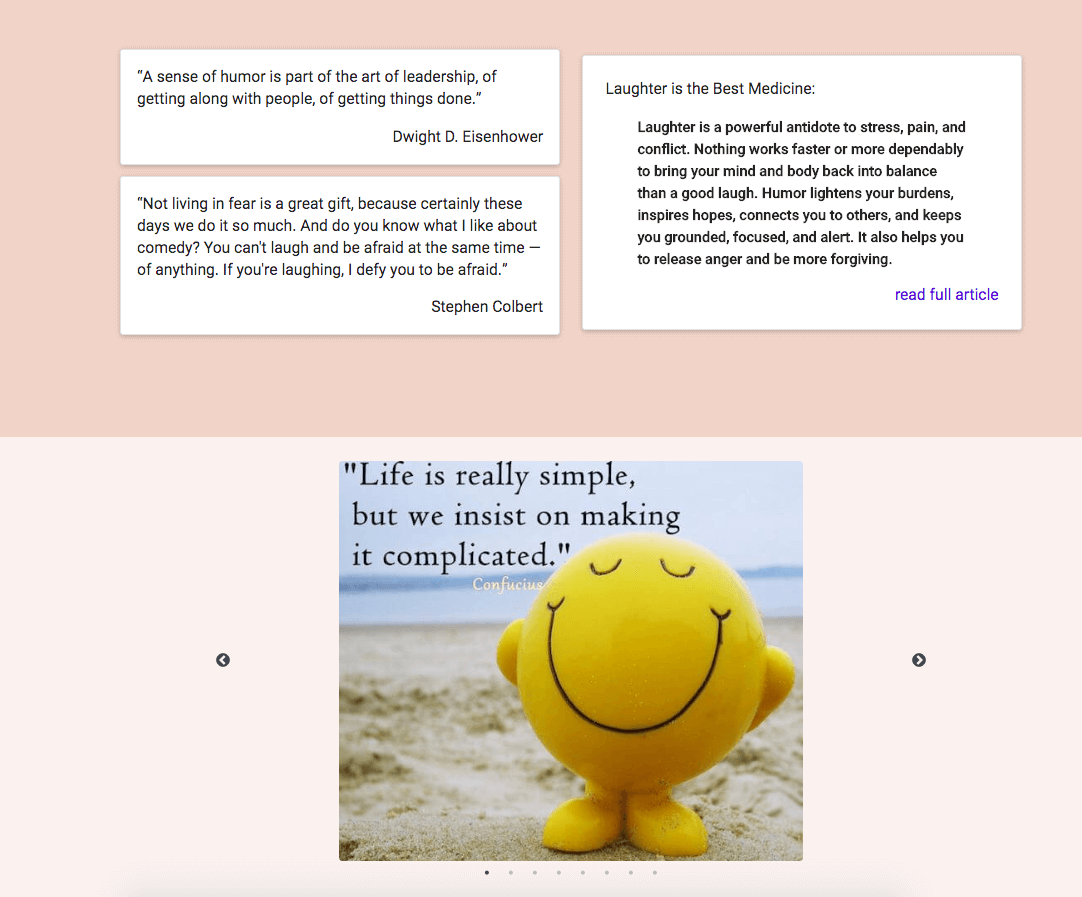 “A sense of humor is part of the art of leadership, of
getting along with people, of getting things done.”
Dwight D. Eisenhower
“Not living in fear is a great gift, because certainly these
days we do it so much. And do you know what I like about
comedy? You can't laugh and be afraid at the same time —
of anything. If you're laughing, I defy you to be afraid.”
Stephen Colbert
Laughter is the Best Medicine:
Laughter is a powerful antidote to stress, pain, and
conflict. Nothing works faster or more dependably
to bring your mind and body back into balance
than a good laugh. Humor lightens your burdens,
inspires hopes, connects you to others, and keeps
you grounded, focused, and alert. It also helps you
to release anger and be more forgiving.
read full article
"Life is really simple,
but we insist on making
it complicated."
Confucius